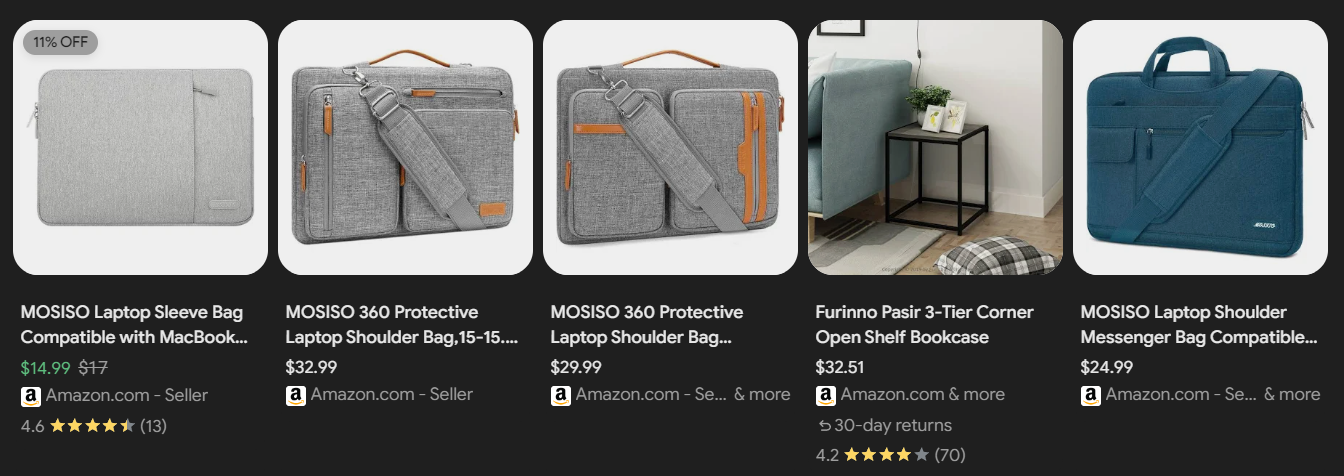 11% OFF
MOSISO Laptop Sleeve Bag
Compatible with MacBook...
$14.99 $17
Amazon.com - Seller
4.6 (13)
MOSISO 360 Protective
Laptop Shoulder Bag,15-15....
$32.99
Amazon.com - Seller
MOSISO 360 Protective
Laptop Shoulder Bag...
$29.99
Amazon.com - Se... & more
Furinno Pasir 3-Tier Corner
Open Shelf Bookcase
$32.51
Amazon.com & more
30-day returns
4.2 (70)
MOSISO
MOSISO Laptop Shoulder
Messenger Bag Compatible...
$24.99
Amazon.com - Se... & more